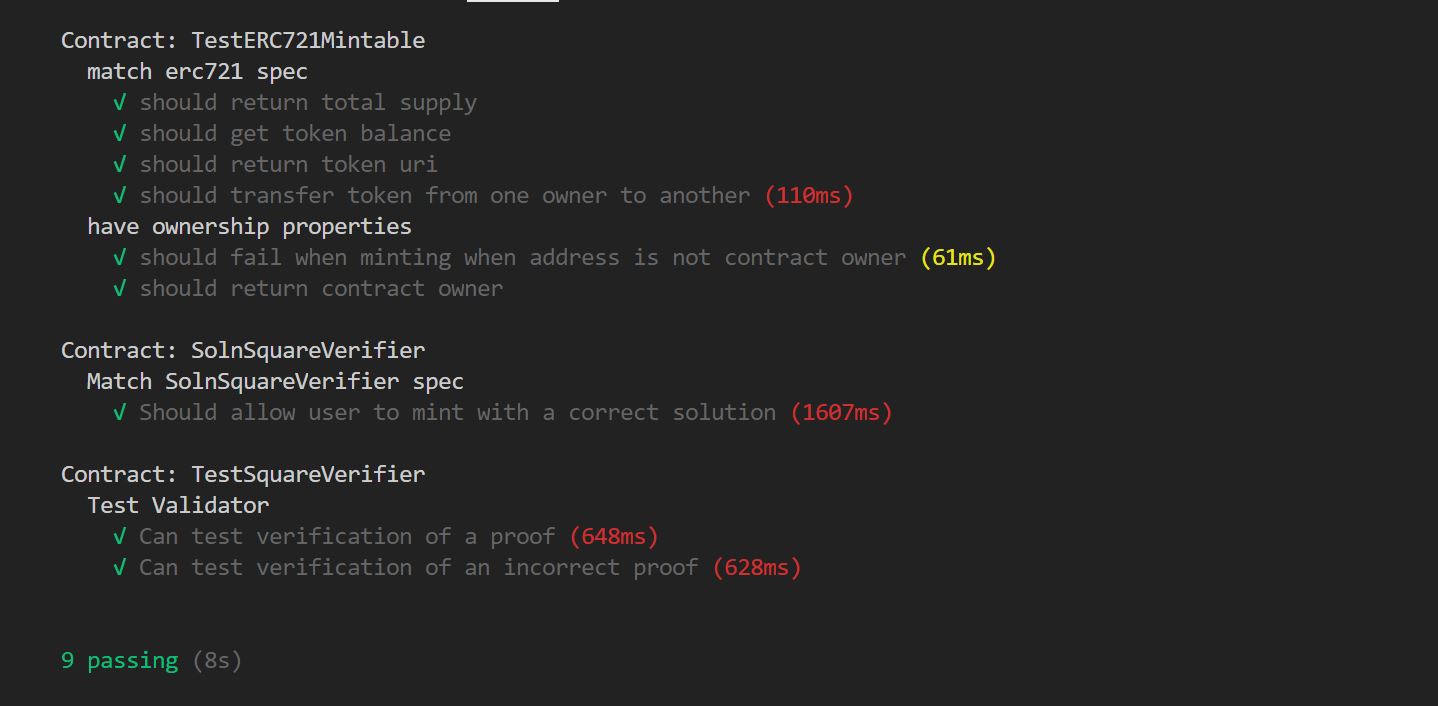 Contract: TestERC721Mintable
match erc721 spec
√ should return total supply
√ should get token balance
√ should return token uri
√ should transfer token from one owner to another (110ms)
have ownership properties
√ should fail when minting when address is not contract owner (61ms)
√ should return contract owner
Contract: SolnSquareVerifier
Match SolnSquareVerifier spec
√ Should allow user to mint with a correct solution (1607ms)
Contract: TestSquareVerifier
Test Validator
√ Can test verification of a proof (648ms)
√ Can test verification of an incorrect proof (628ms)
9 passing (8s)